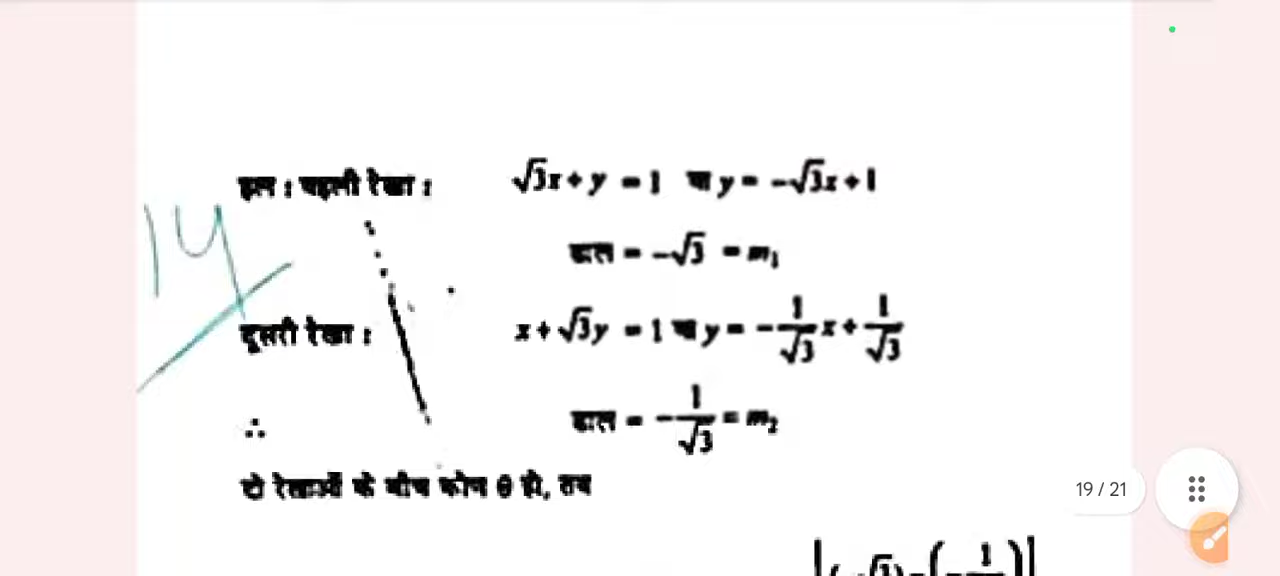 हल : पहली रेखा : √3x + y = 1 या y = -√3x + 1
ढाल = -√3 = m₁
14
दूसरी रेखा : x + √3y = 1 या y = -1/√3 x + 1/√3
∴ ढाल = -1/√3 = m₂
दो रेखाओं के बीच कोण θ हो, तब
19 / 21